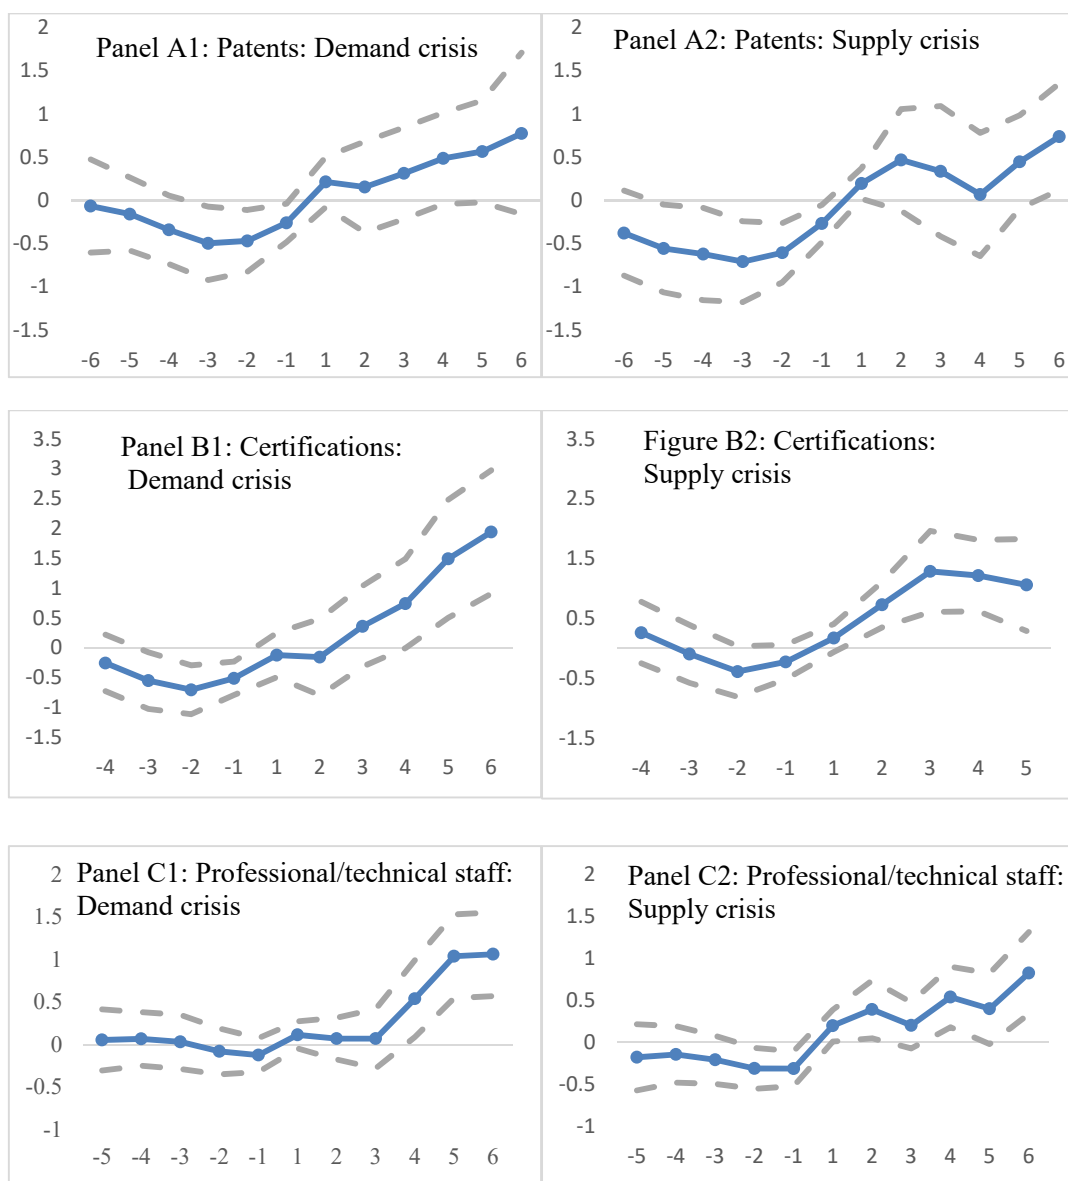 Panel A1: Patents: Demand crisis
2
1.5
1
0.5
0
-0.5
-1
-1.5
-6 -5 -4 -3 -2 -1 1 2 3 4 5 6
Panel A2: Patents: Supply crisis
2
1.5
1
0.5
0
-0.5
-1
-1.5
-6 -5 -4 -3 -2 -1 1 2 3 4 5 6
Panel B1: Certifications:
Demand crisis
3.5
3
2.5
2
1.5
1
0.5
0
-0.5
-1
-1.5
-4 -3 -2 -1 1 2 3 4 5 6
Figure B2: Certifications:
Supply crisis
3.5
2.5
1.5
0.5
-0.5
-1.5
-4 -3 -2 -1 1 2 3 4 5
Panel C1: Professional/technical staff:
Demand crisis
2
1.5
1
0.5
0
-0.5
-1
-5 -4 -3 -2 -1 1 2 3 4 5 6
Panel C2: Professional/technical staff:
Supply crisis
2
1.5
1
0.5
0
-0.5
-1
-5 -4 -3 -2 -1 1 2 3 4 5 6